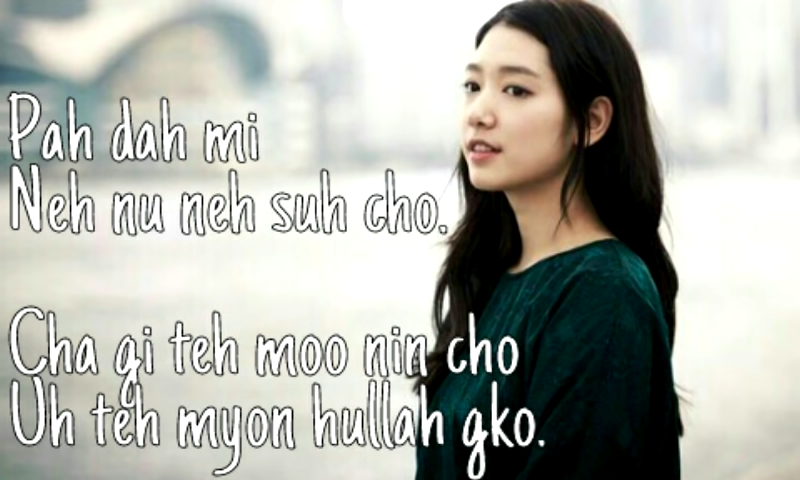 Pah dah mi
Neh nu neh suh cho.
Cha gi teh moo nin cho
Uh teh myon hullah gko.